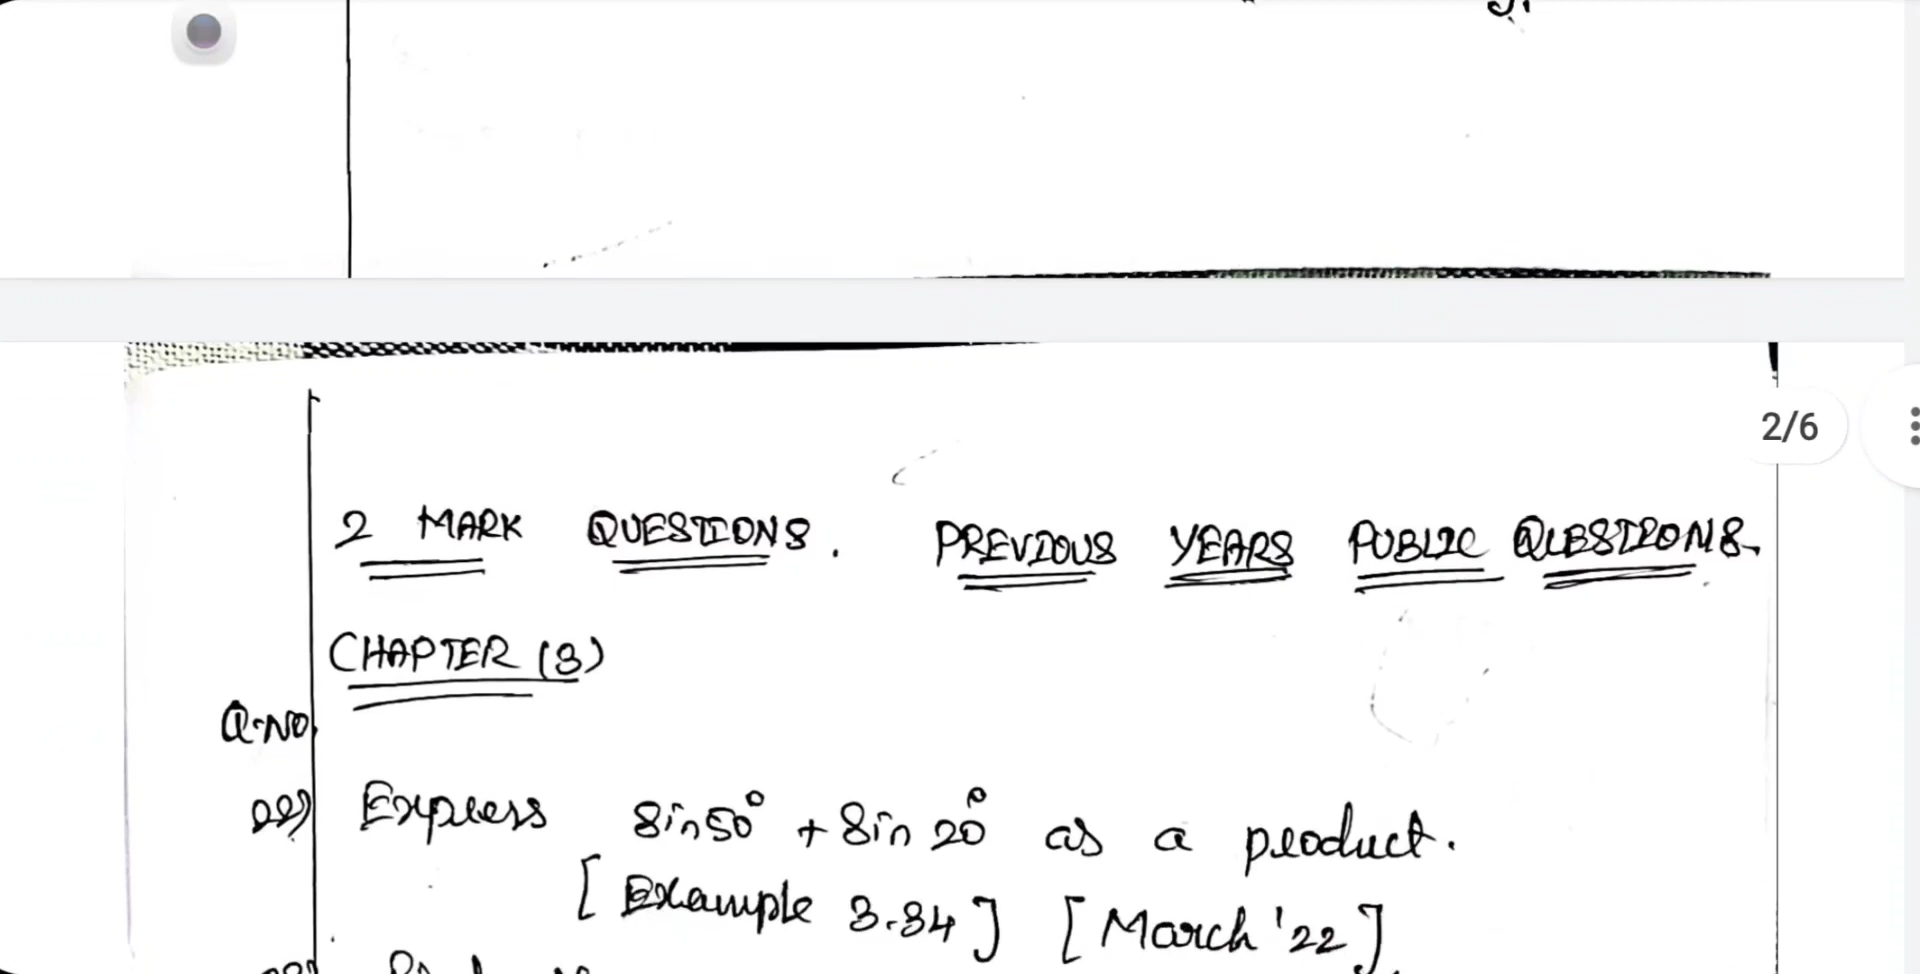 2/6
2 MARK QUESTIONS. PREVIOUS YEARS PUBLIC QUESTIONS.
CHAPTER (3)
Q.NO
22) Express Sin50° + Sin 20° as a product.
[Example 3.34] [March '22]